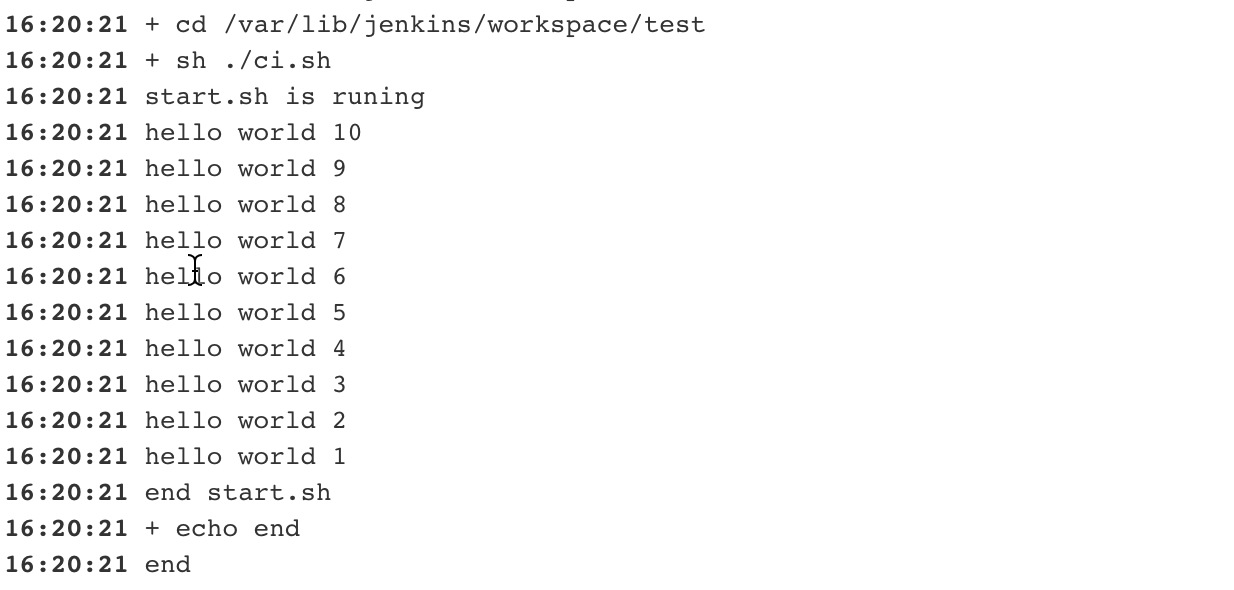 16:20:21 + cd /var/lib/jenkins/workspace/test
16:20:21 + sh ./ci.sh
16:20:21 start.sh is runing
16:20:21 hello world 10
16:20:21 hello world 9
16:20:21 hello world 8
16:20:21 hello world 7
16:20:21 hello world 6
16:20:21 hello world 5
16:20:21 hello world 4
16:20:21 hello world 3
16:20:21 hello world 2
16:20:21 hello world 1
16:20:21 end start.sh
16:20:21 + echo end
16:20:21 end